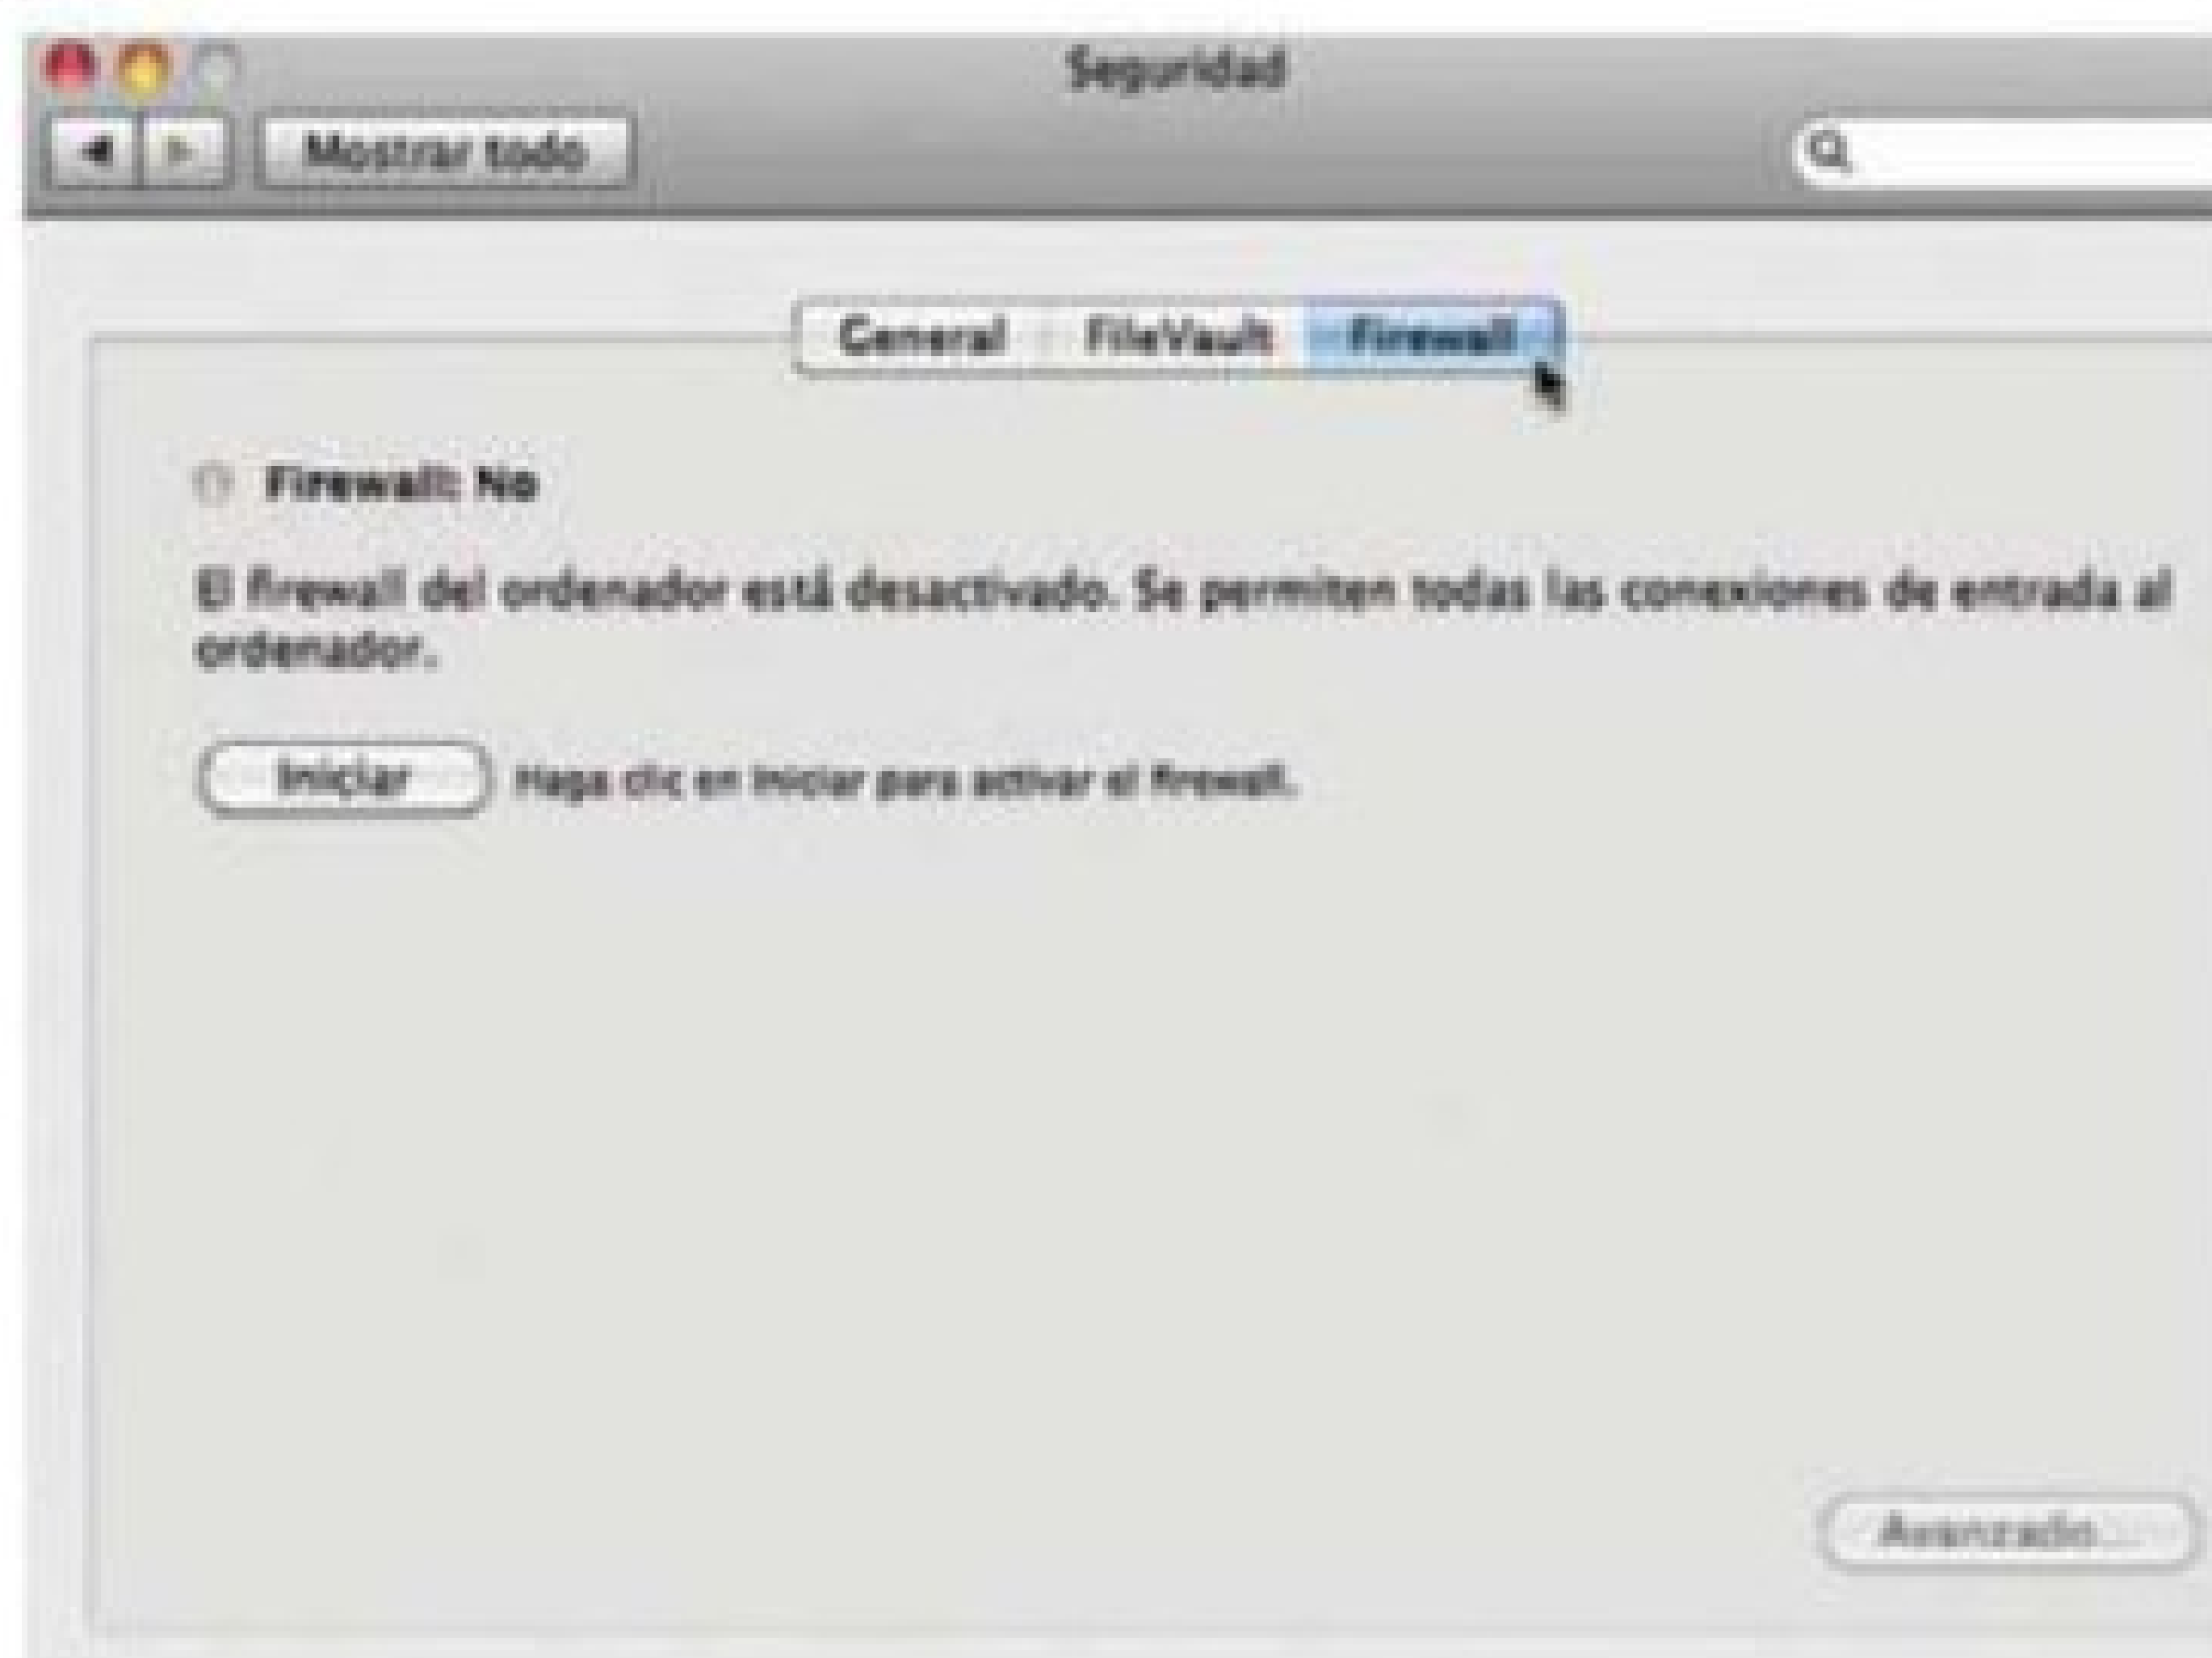 Seguridad
Mostrar todo
General FileVault Firewall
Firewall: No
El firewall del ordenador está desactivado. Se permiten todas las conexiones de entrada al
ordenador.
Iniciar Haga clic en Iniciar para activar el firewall.
Avanzado...